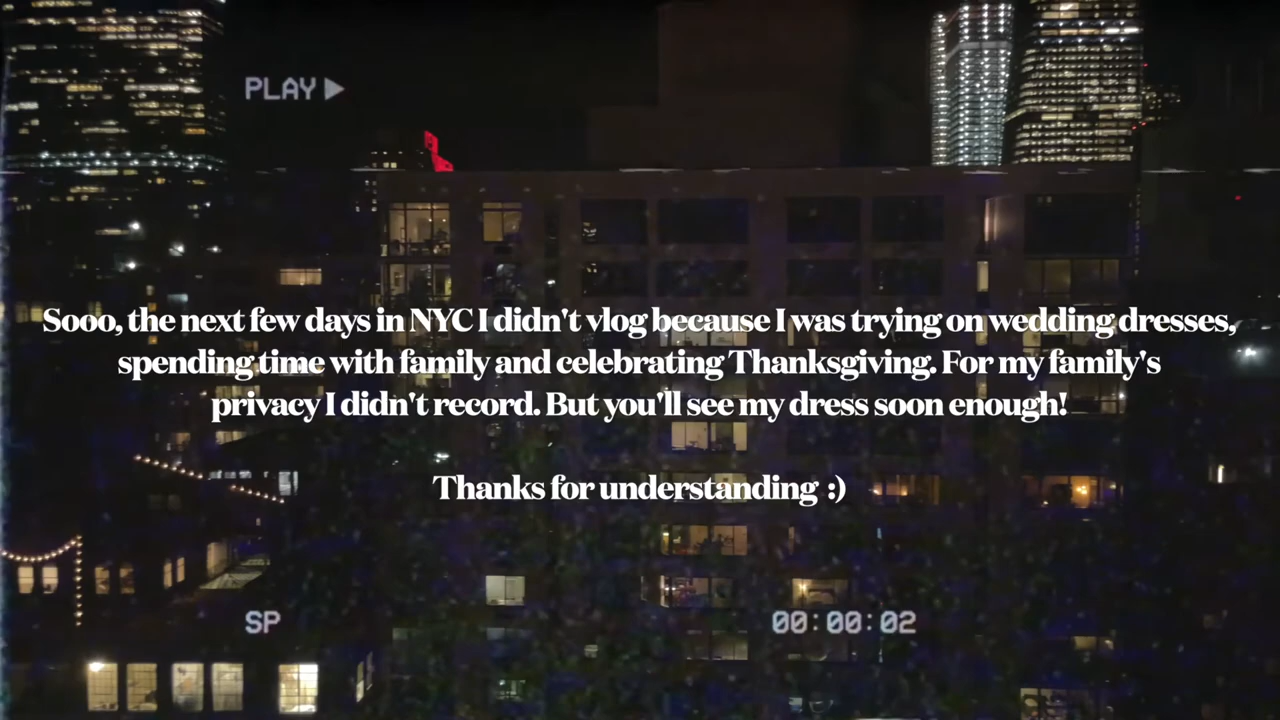 PLAY
Sooo, the next few days in NYC I didn't vlog because I was trying on wedding dresses,
spending time with family and celebrating Thanksgiving. For my family's
privacy I didn't record. But you'll see my dress soon enough!
Thanks for understanding :)
SP
00:00:02